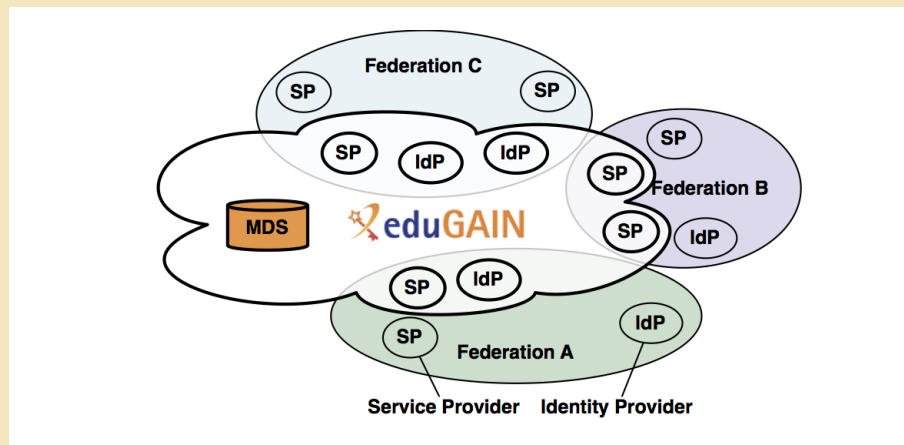 Federation C
SP
SP
SP
IdP
IdP
SP
SP
Federation B
MDS
eduGAIN
SP
IdP
SP
IdP
SP
IdP
Federation A
Service Provider
Identity Provider